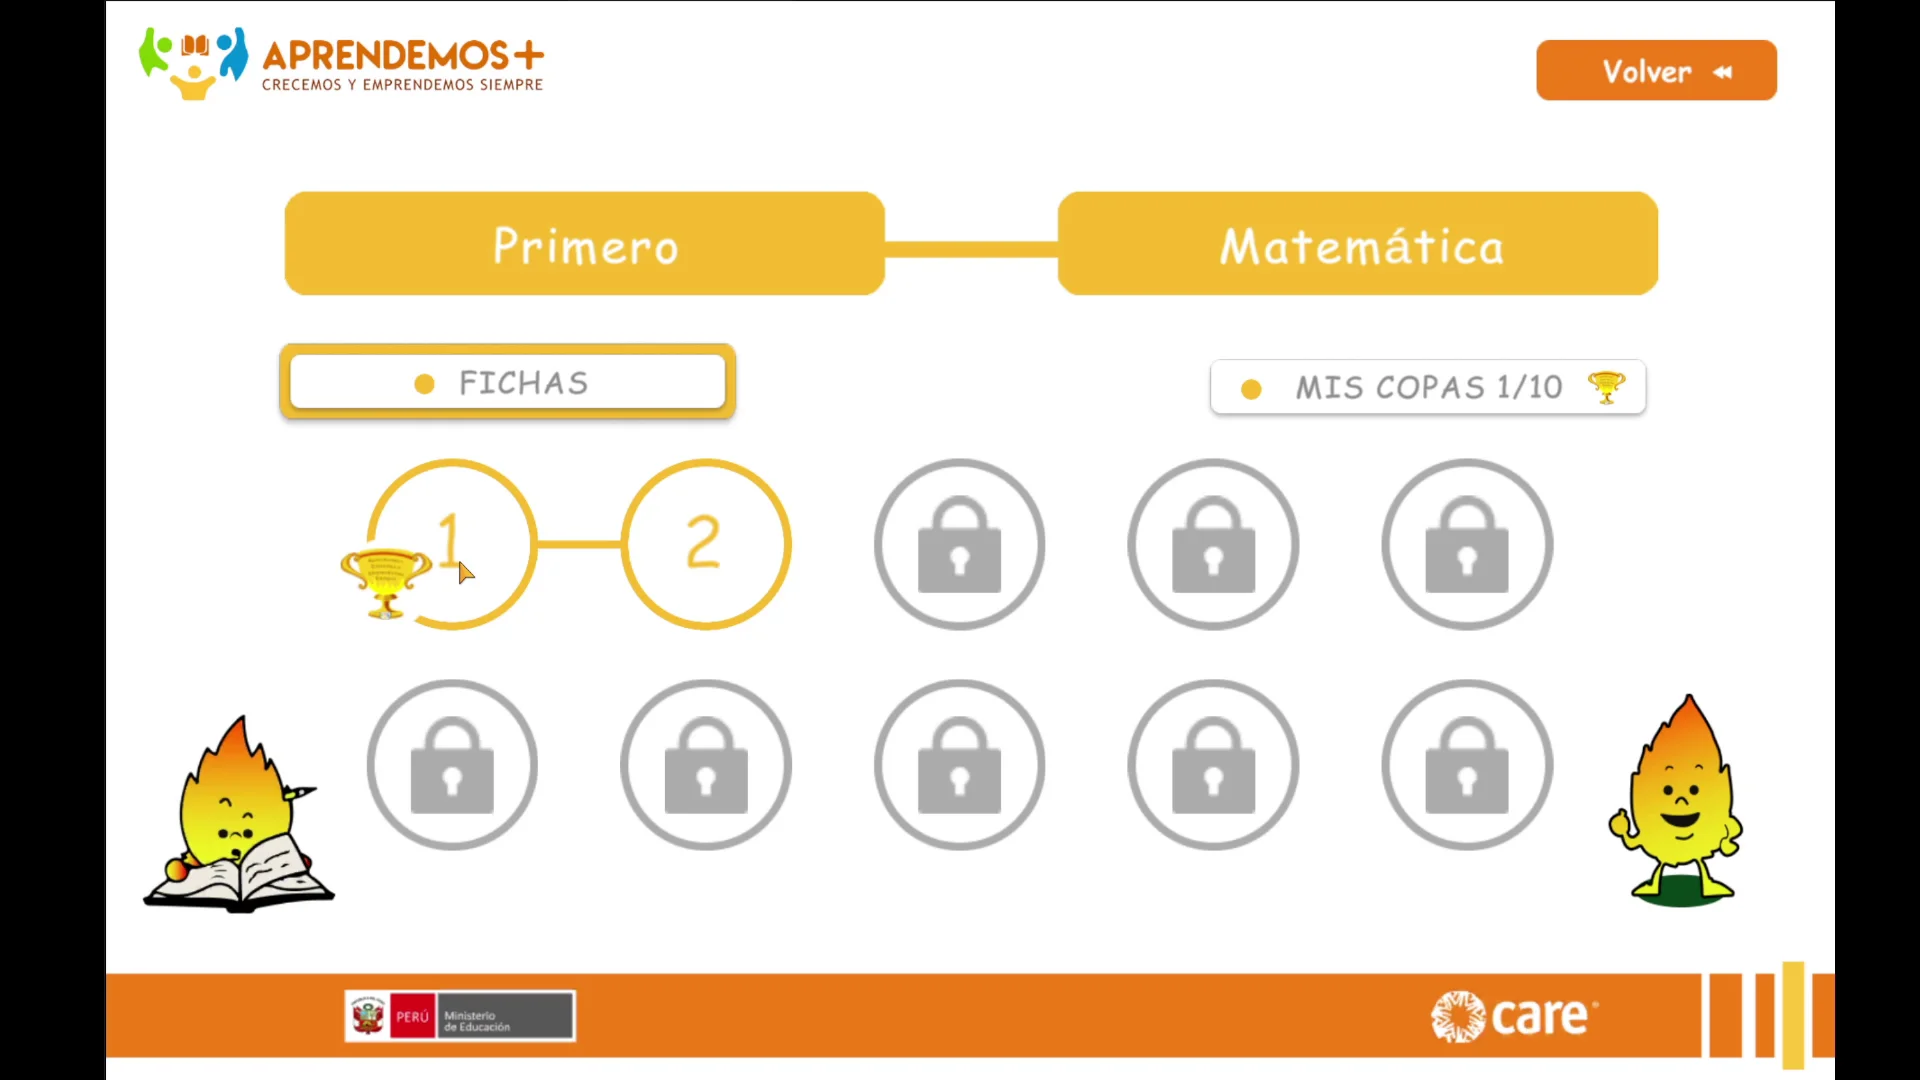 APRENDEMOS+
CRECEMOS Y EMPRENDEMOS SIEMPRE
Volver
Primero
Matemática
FICHAS
MIS COPAS 1/10
1
2
PERÚ
Ministerio
de Educación
care